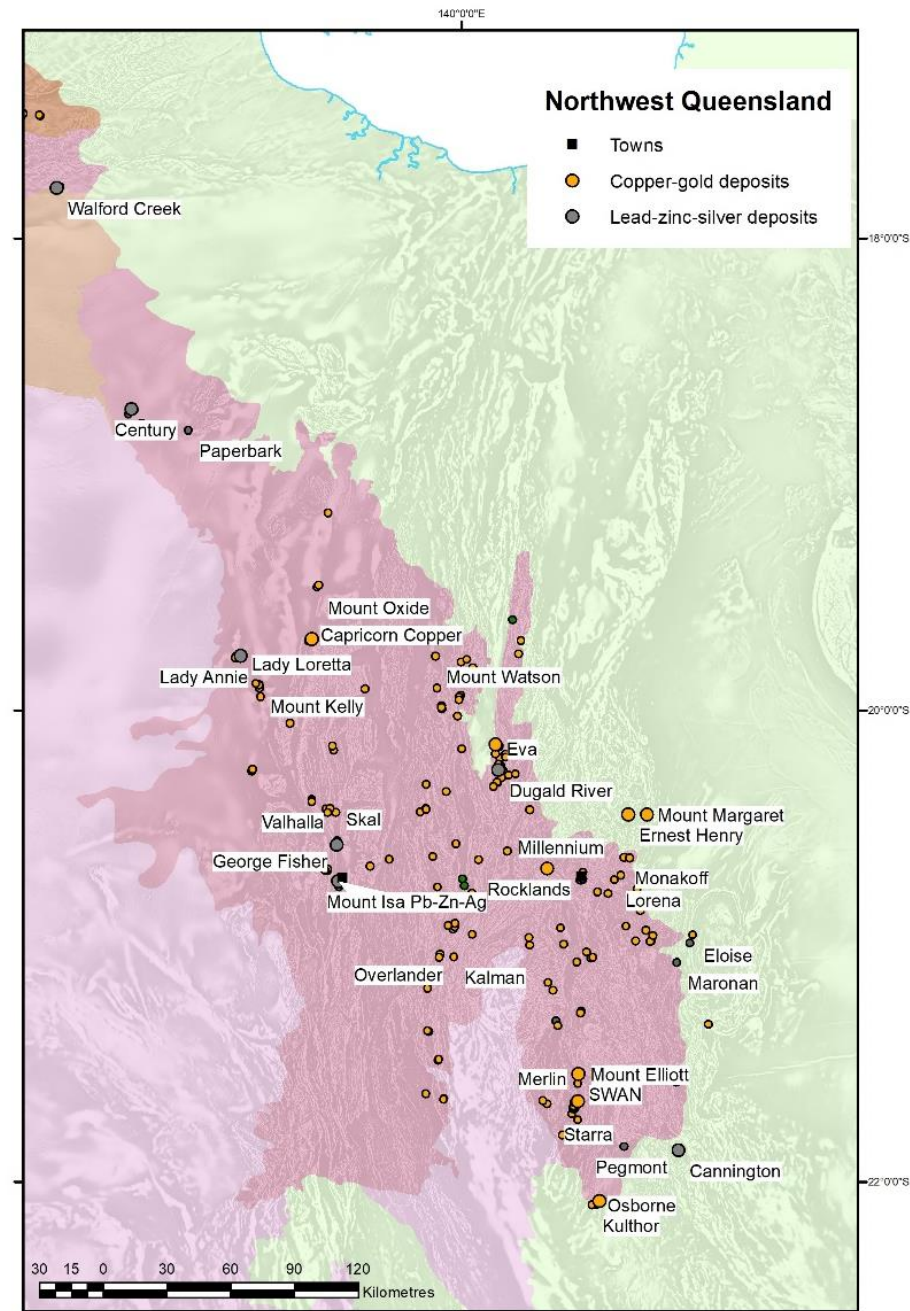 140°0'0"E
Northwest Queensland
Towns
Copper-gold deposits
Lead-zinc-silver deposits
Walford Creek
18°0'0"S
Century
Paperbark
Mount Oxide
Capricorn Copper
Lady Loretta
Lady Annie
Mount Watson
Mount Kelly
20°0'0"S
Eva
Dugald River
Valhalla
Skal
Mount Margaret
Ernest Henry
Millennium
George Fisher
Monakoff
Rocklands
Mount Isa Pb-Zn-Ag
Lorena
Eloise
Overlander
Kalman
Maronan
Merlin
Mount Elliott
SWAN
Starra
Pegmont
Cannington
22°0'0"S
Osborne
Kulthor
30 15 0 30 60 90 120
Kilometres